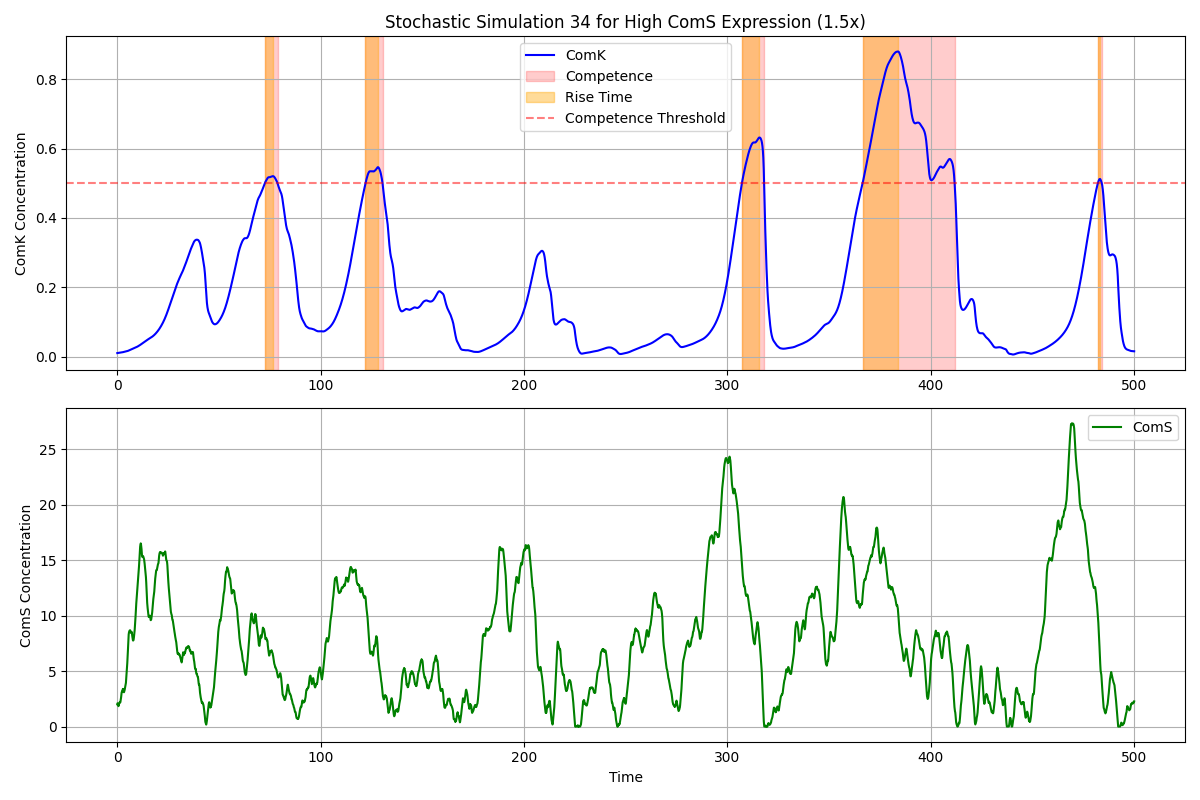 Stochastic Simulation 34 for High ComS Expression (1.5x)
ComK
Competence
Rise Time
Competence Threshold
ComK Concentration
0.8
0.6
0.4
0.2
0.0
0 100 200 300 400 500
ComS
ComS Concentration
25
20
15
10
5
0
0 100 200 300 400 500
Time